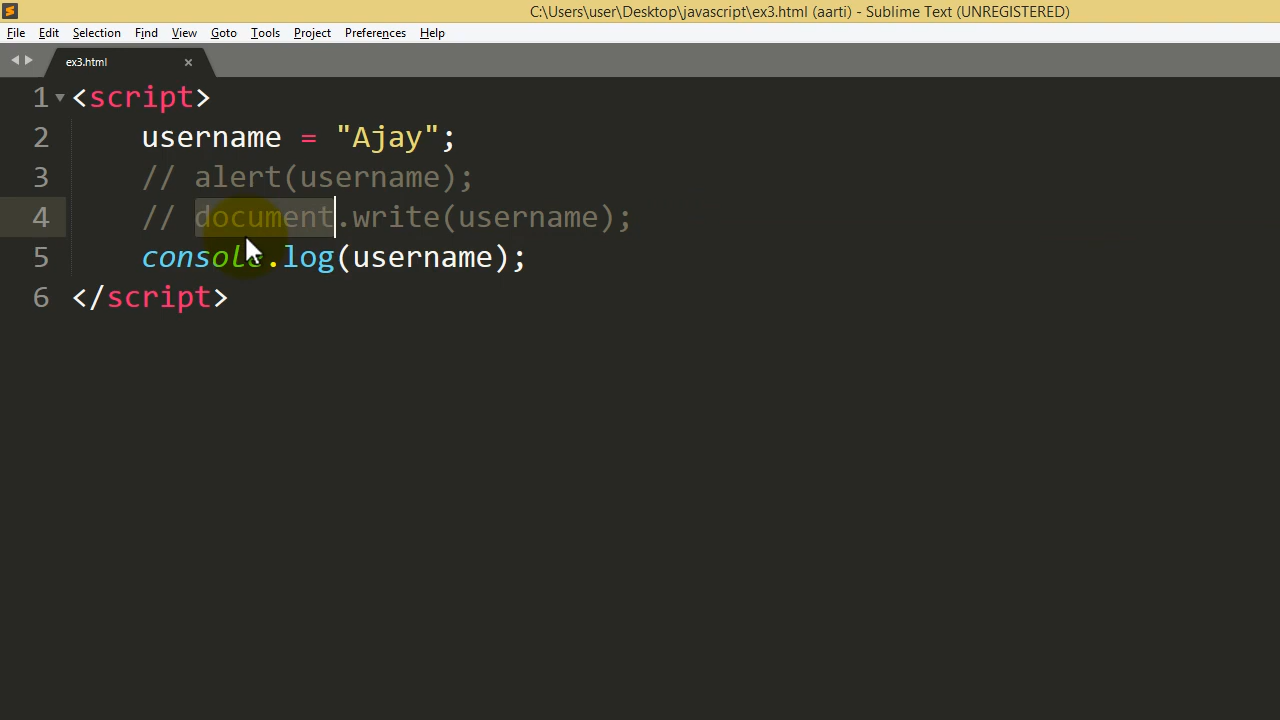 C:\Users\user\Desktop\javascript\ex3.html (aarti) - Sublime Text (UNREGISTERED)
File Edit Selection Find View Goto Tools Project Preferences Help
ex3.html ×
1 <script>
2 username = "Ajay";
3 // alert(username);
4 // document.write(username);
5 console.log(username);
6 </script>